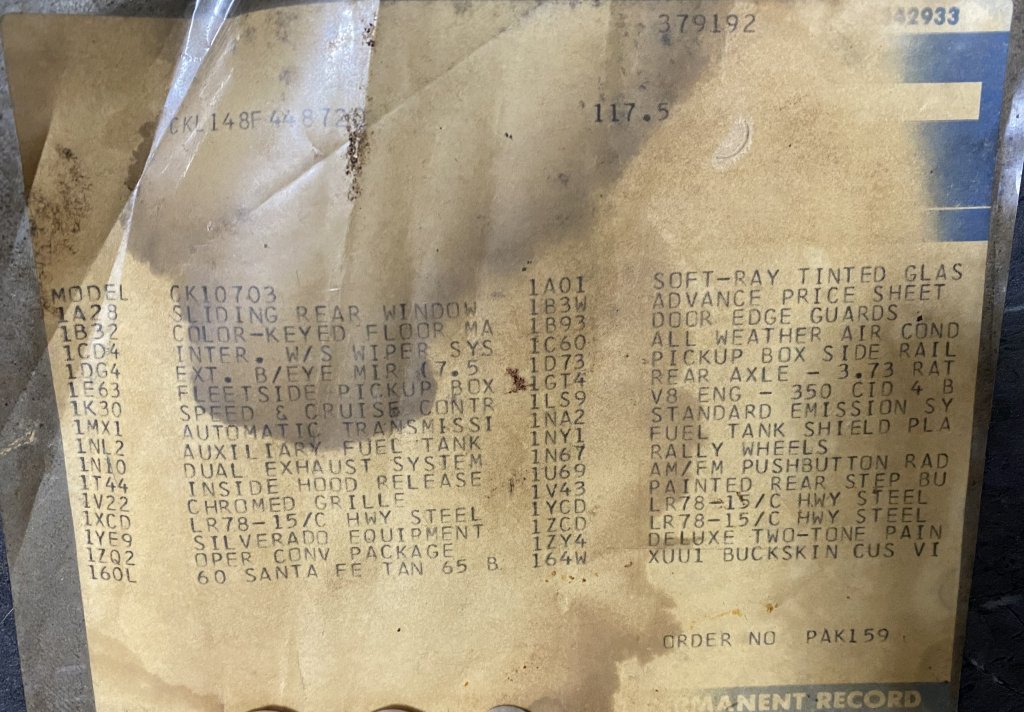 379192
117.5
MODEL CK10703 1A01 SOFT-RAY TINTED GLAS
1A28 SLIDING REAR WINDOW 1B3W ADVANCE PRICE SHEET
1B32 COLOR-KEYED FLOOR MA 1B93 DOOR EDGE GUARDS
1CD4 INTER. W/S WIPER SYS 1C60 ALL WEATHER AIR COND
1DG4 EXT. B/EYE MIR (7.5 1D73 PICKUP BOX SIDE RAIL
1E63 FLEETSIDE PICKUP BOX 1GT4 REAR AXLE - 3.73 RAT
1K30 SPEED & CRUISE CONTR 1LS9 V8 ENG - 350 CID 4 B
1MX1 AUTOMATIC TRANSMISSI 1NA2 STANDARD EMISSION SY
1NL2 AUXILIARY FUEL TANK 1NY1 FUEL TANK SHIELD PLA
1N10 DUAL EXHAUST SYSTEM 1N67 RALLY WHEELS
1T44 INSIDE HOOD RELEASE 1U69 AM/FM PUSHBUTTON RAD
1V22 CHROMED GRILLE 1V43 PAINTED REAR STEP BU
1XCD LR78-15/C HWY STEEL 1YCD LR78-15/C HWY STEEL
1YE9 SILVERADO EQUIPMENT 1ZCD LR78-15/C HWY STEEL
1ZQ2 OPER CONV PACKAGE 1ZY4 DELUXE TWO-TONE PAIN
160L 60 SANTA FE TAN 65 B 164W XUU1 BUCKSKIN CUS VI
ORDER NO PAK159
RECORD